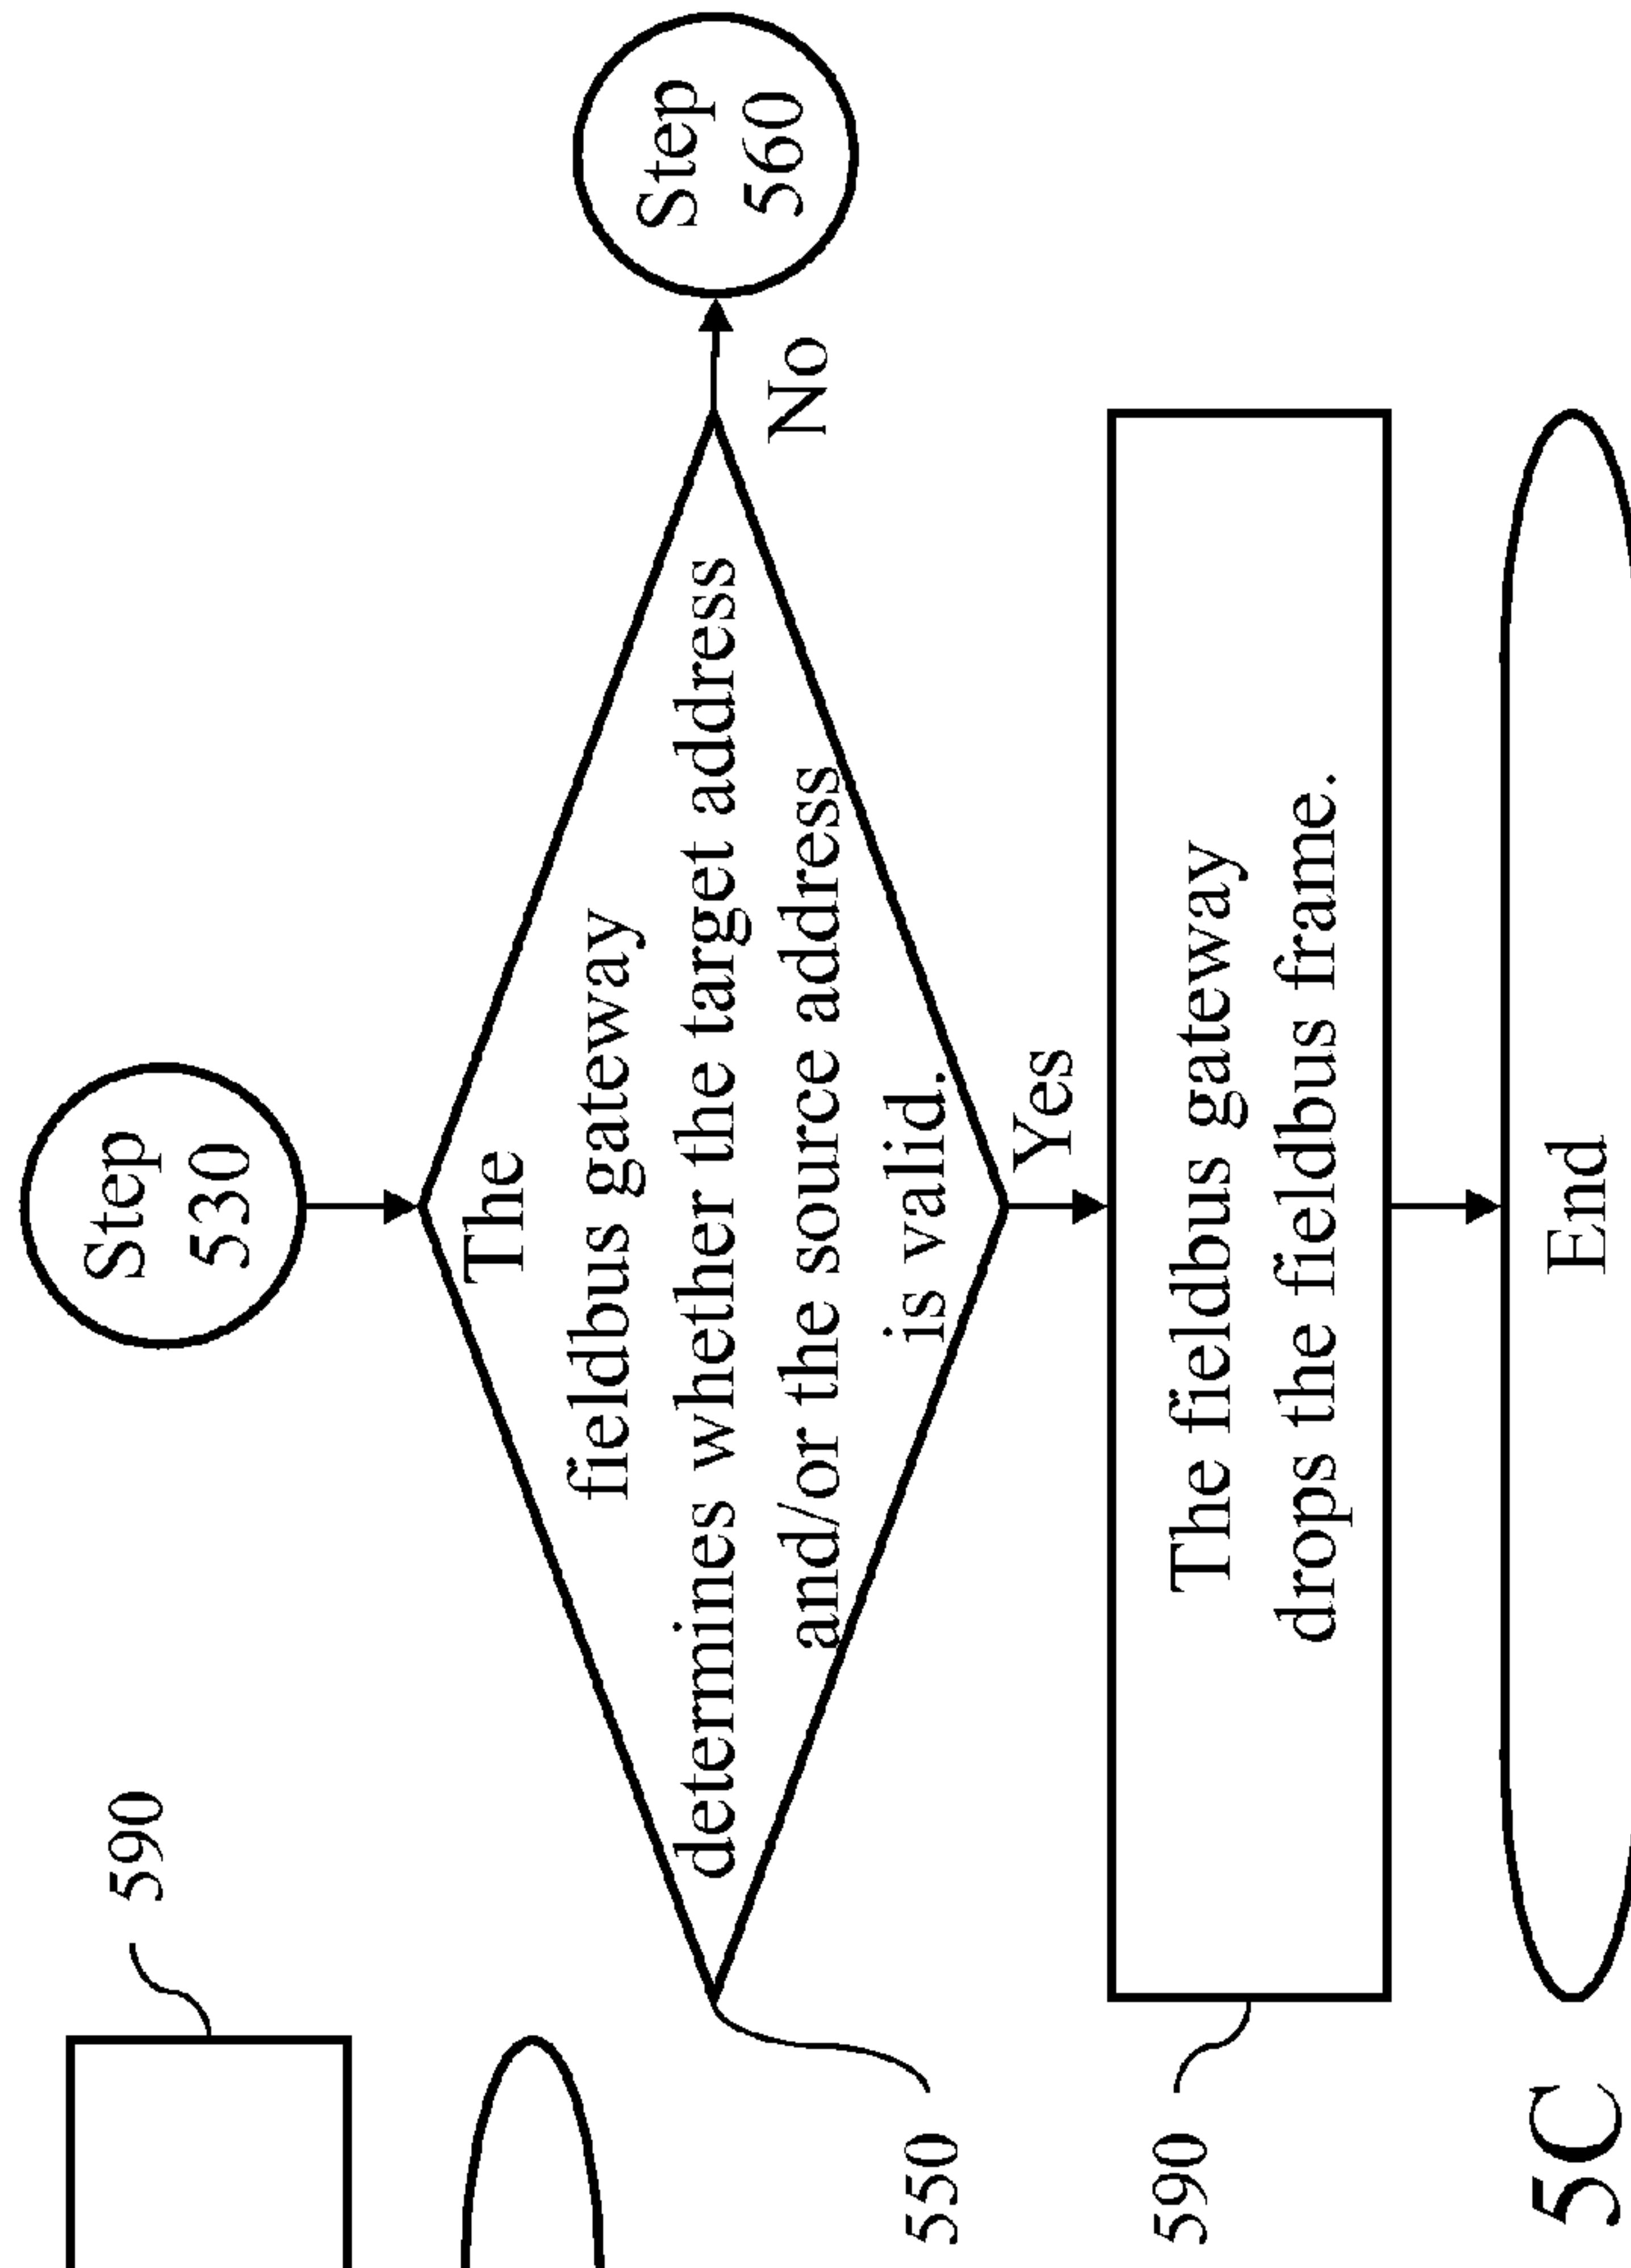 590
Step
530
The
fieldbus gateway
determines whether the target address
and/or the source address
is valid.
No
Step
560
550
Yes
The fieldbus gateway
drops the fieldbus frame.
590
End
5C